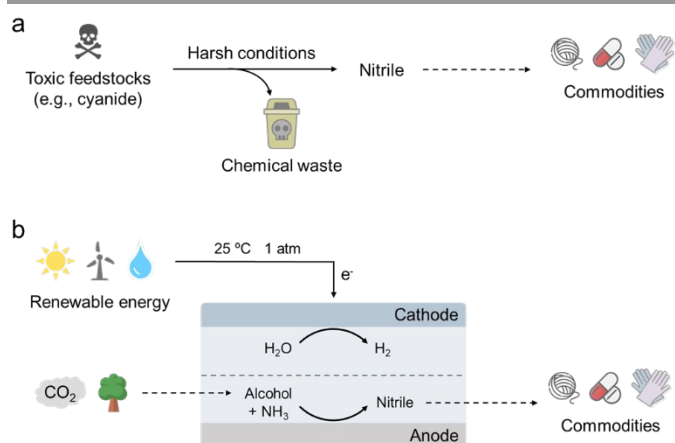 a
Harsh conditions
Toxic feedstocks
(e.g., cyanide)
Nitrile
Commodities
Chemical waste
b
25 ºC 1 atm
e-
Renewable energy
Cathode
H2O
H2
CO2
Alcohol
+ NH3
Nitrile
Commodities
Anode